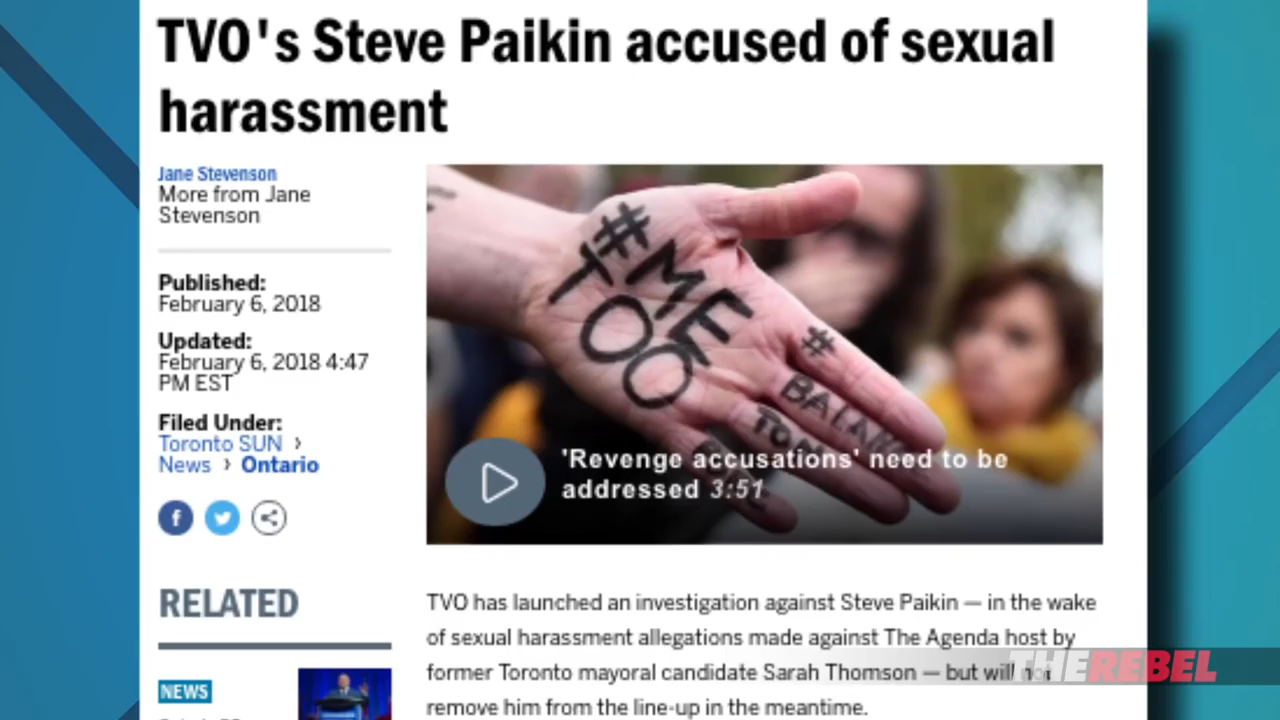 TVO's Steve Paikin accused of sexual
harassment
Jane Stevenson
More from Jane
Stevenson
Published:
February 6, 2018
Updated:
February 6, 2018 4:47
PM EST
Filed Under:
Toronto SUN ›
News › Ontario
f
RELATED
NEWS
#ME
TOO
#
BALANCE
TON
'Revenge accusations' need to be
addressed 3:51
TVO has launched an investigation against Steve Paikin — in the wake
of sexual harassment allegations made against The Agenda host by
former Toronto mayoral candidate Sarah Thomson — but will not
remove him from the line-up in the meantime.
THEREBEL